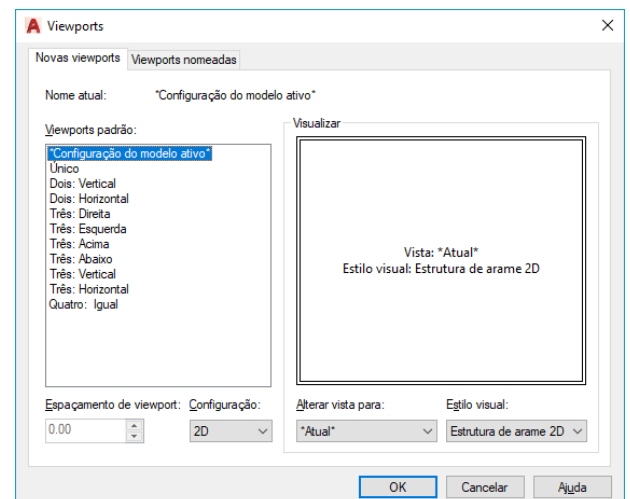 Viewports
Novas viewports Viewports nomeadas
Nome atual: *Configuração do modelo ativo*
Viewports padrão:
Visualizar
*Configuração do modelo ativo*
Único
Dois: Vertical
Dois: Horizontal
Três: Direita
Três: Esquerda
Três: Acima
Três: Abaixo
Três: Vertical
Três: Horizontal
Quatro: Igual
Vista: *Atual*
Estilo visual: Estrutura de arame 2D
Espaçamento de viewport: Configuração: Alterar vista para: Estilo visual:
0.00 2D *Atual* Estrutura de arame 2D
OK Cancelar Ajuda